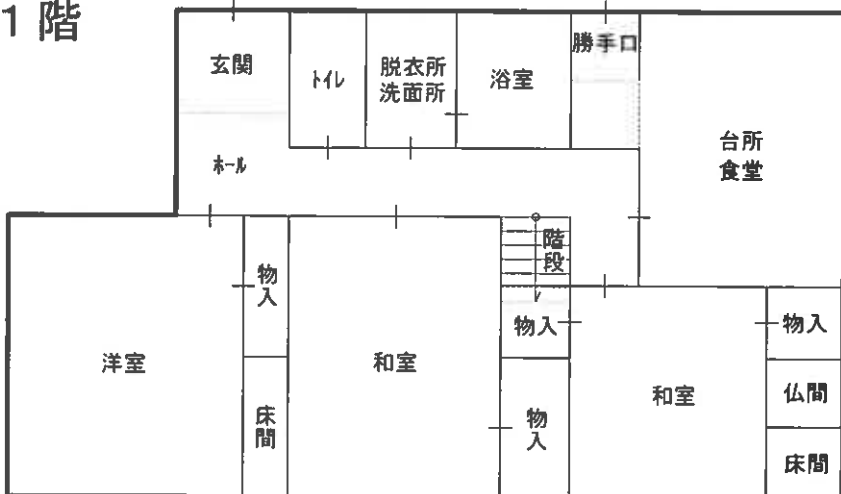 1階
玄関
トイレ
脱衣所
洗面所
浴室
勝手口
台所
食堂
ホール
階段
物入
物入
物入
洋室
和室
和室
仏間
床間
物入
床間